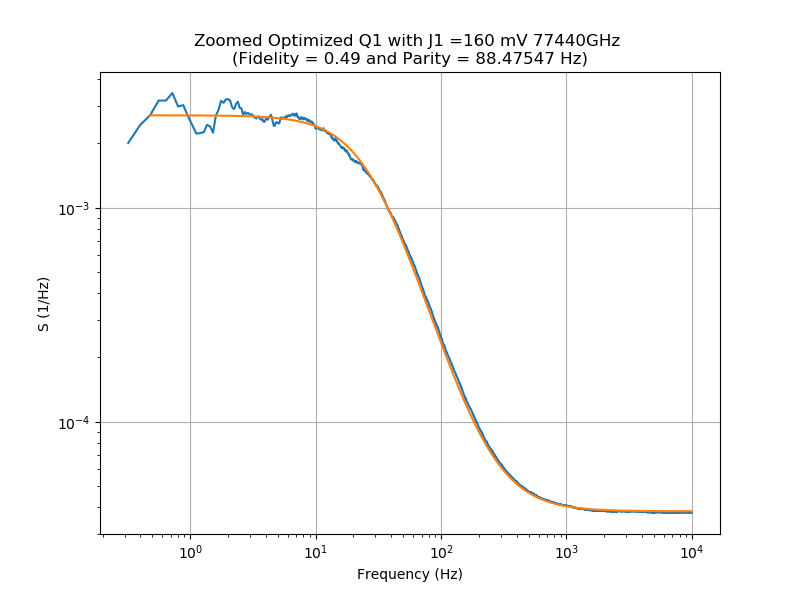 Zoomed Optimized Q1 with J1 =160 mV 77440GHz
(Fidelity = 0.49 and Parity = 88.47547 Hz)
10⁻³
10⁻⁴
S (1/Hz)
10⁰ 10¹ 10² 10³ 10⁴
Frequency (Hz)